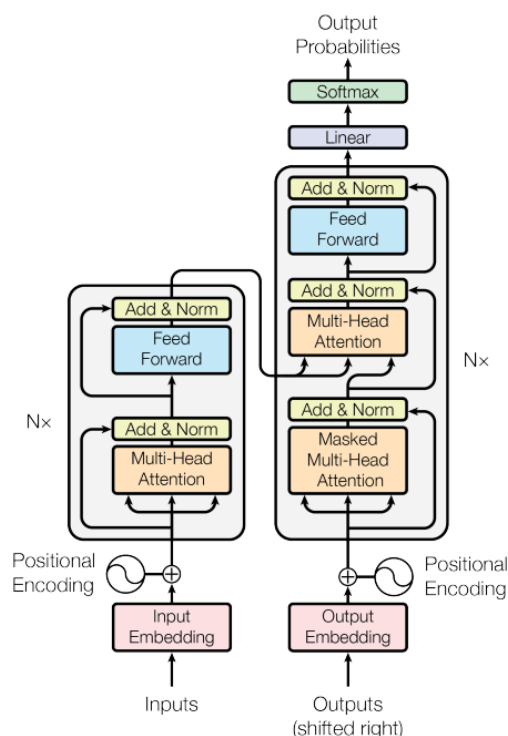 Output
Probabilities
Softmax
Linear
Add & Norm
Feed
Forward
Add & Norm
Multi-Head
Attention
Add & Norm
Masked
Multi-Head
Attention
N×
Add & Norm
Feed
Forward
Add & Norm
Multi-Head
Attention
N×
Positional
Encoding
Positional
Encoding
Input
Embedding
Output
Embedding
Inputs
Outputs
(shifted right)